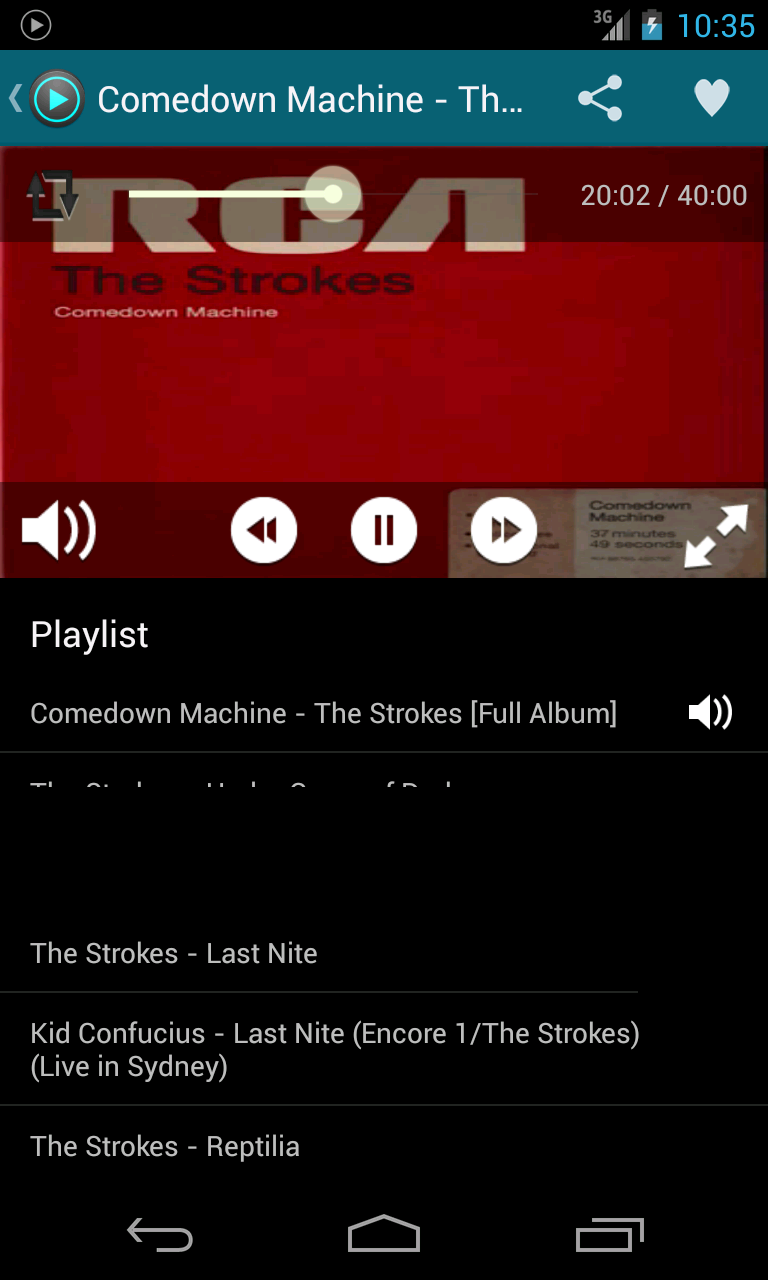 3G
10:35
Comedown Machine - Th...
RCA
20:02 / 40:00
The Strokes
Comedown Machine
Comedown
Machine
37 minutes
49 seconds
Playlist
Comedown Machine - The Strokes [Full Album]
The Strokes - Last Nite
Kid Confucius - Last Nite (Encore 1/The Strokes)
(Live in Sydney)
The Strokes - Reptilia